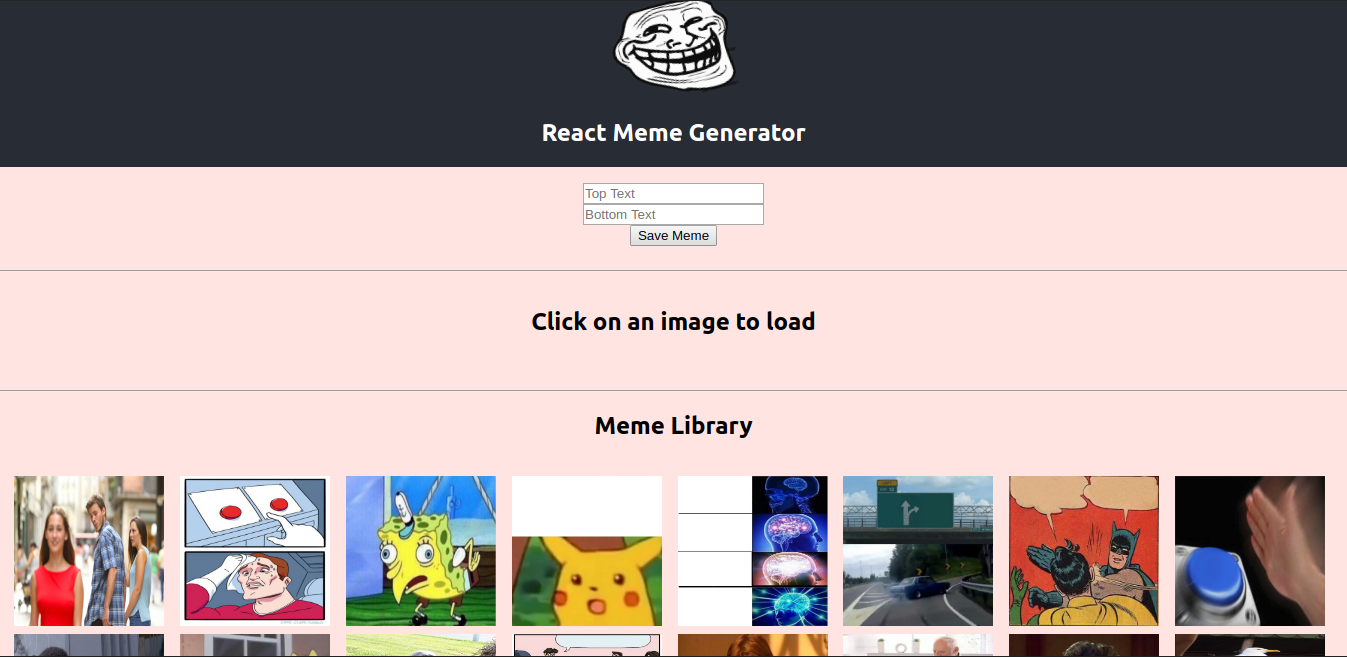 React Meme Generator
Top Text
Bottom Text
Save Meme
Click on an image to load
Meme Library